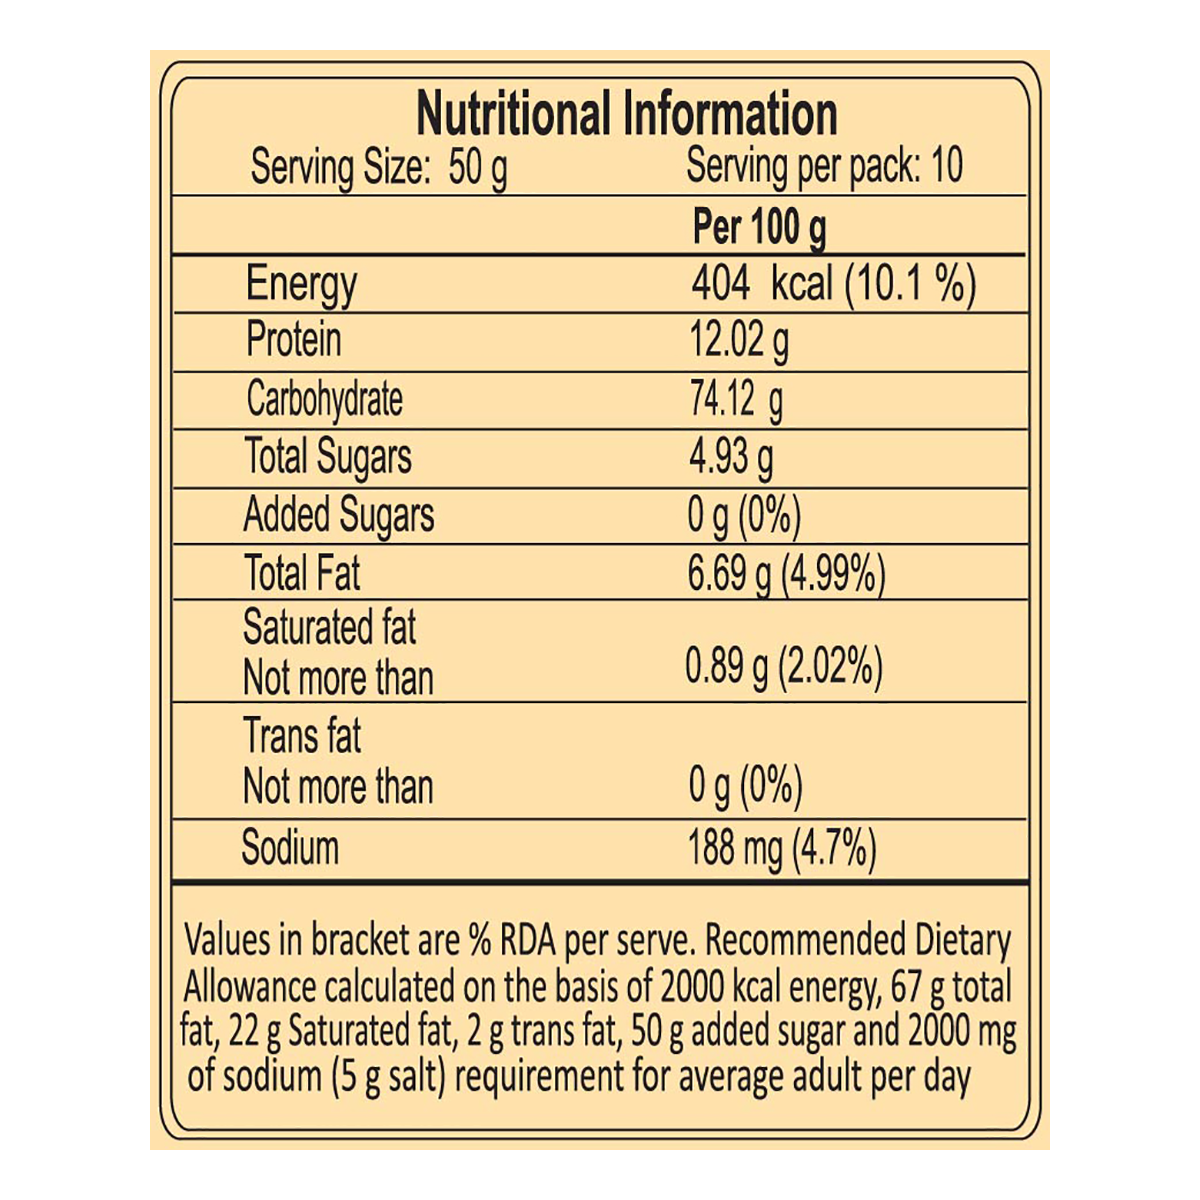 Nutritional Information
Serving Size: 50 g Serving per pack: 10
Per 100 g
Energy 404 kcal (10.1 %)
Protein 12.02 g
Carbohydrate 74.12 g
Total Sugars 4.93 g
Added Sugars 0 g (0%)
Total Fat 6.69 g (4.99%)
Saturated fat
Not more than 0.89 g (2.02%)
Trans fat
Not more than 0 g (0%)
Sodium 188 mg (4.7%)
Values in bracket are % RDA per serve. Recommended Dietary
Allowance calculated on the basis of 2000 kcal energy, 67 g total
fat, 22 g Saturated fat, 2 g trans fat, 50 g added sugar and 2000 mg
of sodium (5 g salt) requirement for average adult per day